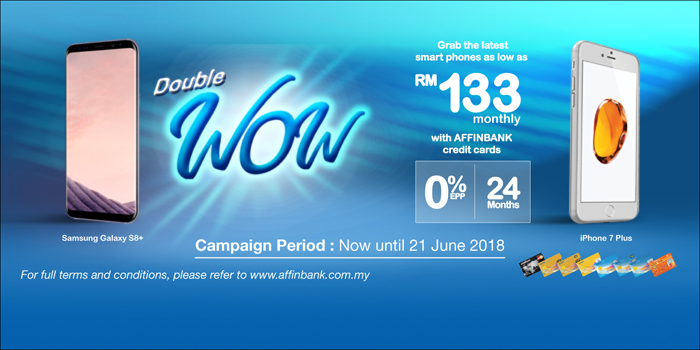 Double
WOW
Grab the latest
smart phones as low as
RM133
monthly
with AFFINBANK
credit cards
0% EPP
24 Months
Samsung Galaxy S8+
iPhone 7 Plus
Campaign Period : Now until 21 June 2018
For full terms and conditions, please refer to www.affinbank.com.my